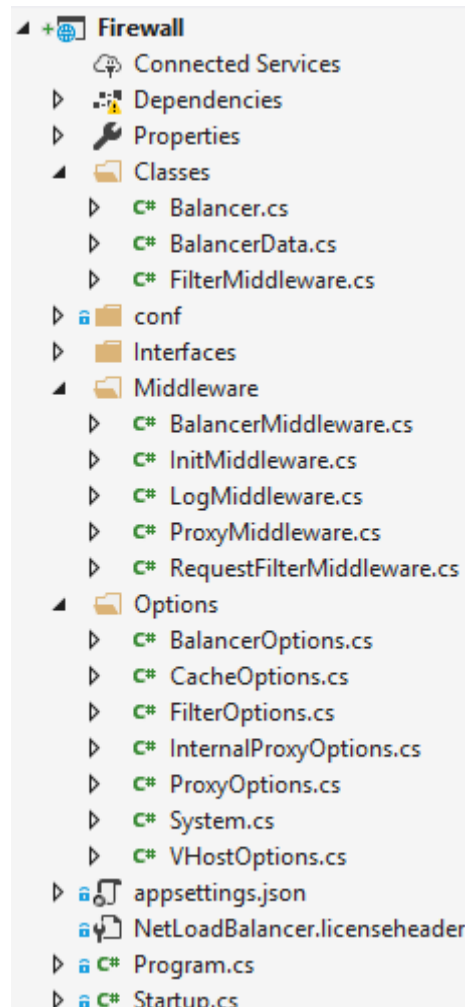 Firewall
Connected Services
Dependencies
Properties
Classes
C# Balancer.cs
C# BalancerData.cs
C# FilterMiddleware.cs
conf
Interfaces
Middleware
C# BalancerMiddleware.cs
C# InitMiddleware.cs
C# LogMiddleware.cs
C# ProxyMiddleware.cs
C# RequestFilterMiddleware.cs
Options
C# BalancerOptions.cs
C# CacheOptions.cs
C# FilterOptions.cs
C# InternalProxyOptions.cs
C# ProxyOptions.cs
C# System.cs
C# VHostOptions.cs
appsettings.json
NetLoadBalancer.licenseheader
C# Program.cs
C# Startup.cs